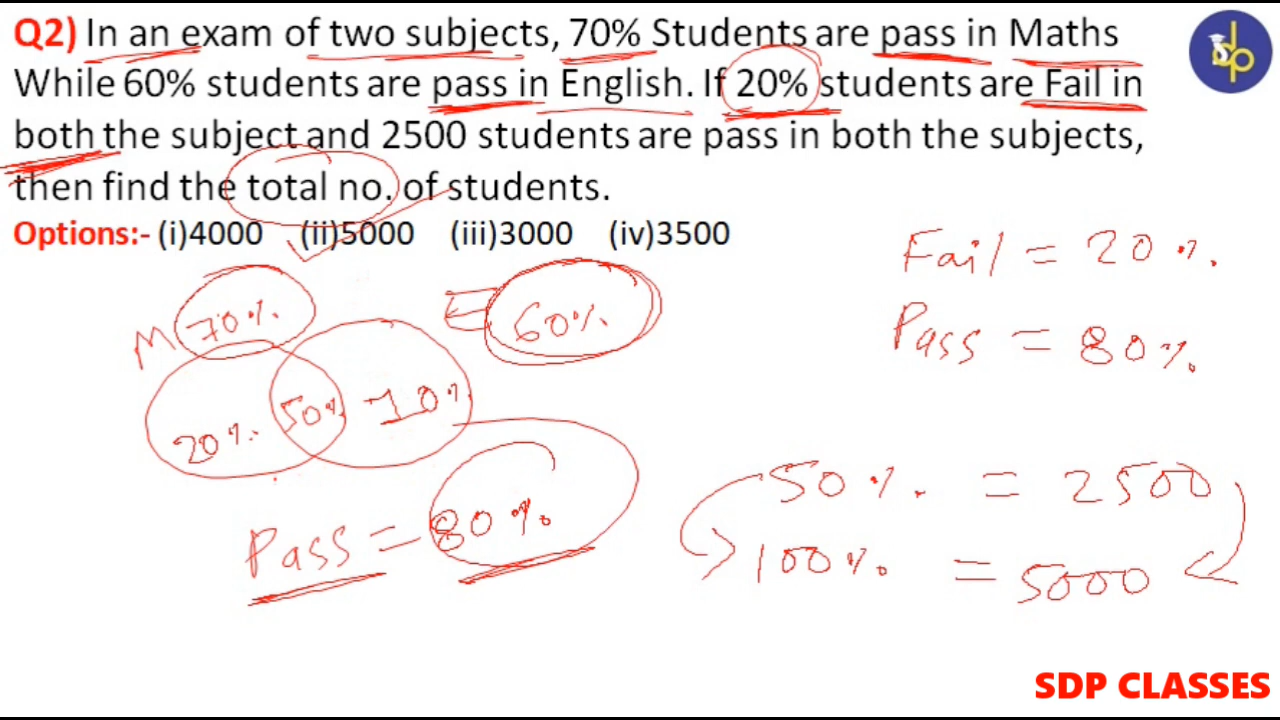 Q2) In an exam of two subjects, 70% Students are pass in Maths
While 60% students are pass in English. If 20% students are Fail in
both the subject and 2500 students are pass in both the subjects,
then find the total no. of students.
Options:- (i)4000 (ii)5000 (iii)3000 (iv)3500
dp
Fail = 20%.
Pass = 80%.
M 70%. E 60%.
20%. 50% 10%.
Pass = 80%.
50%. = 2500
100%. = 5000
SDP CLASSES